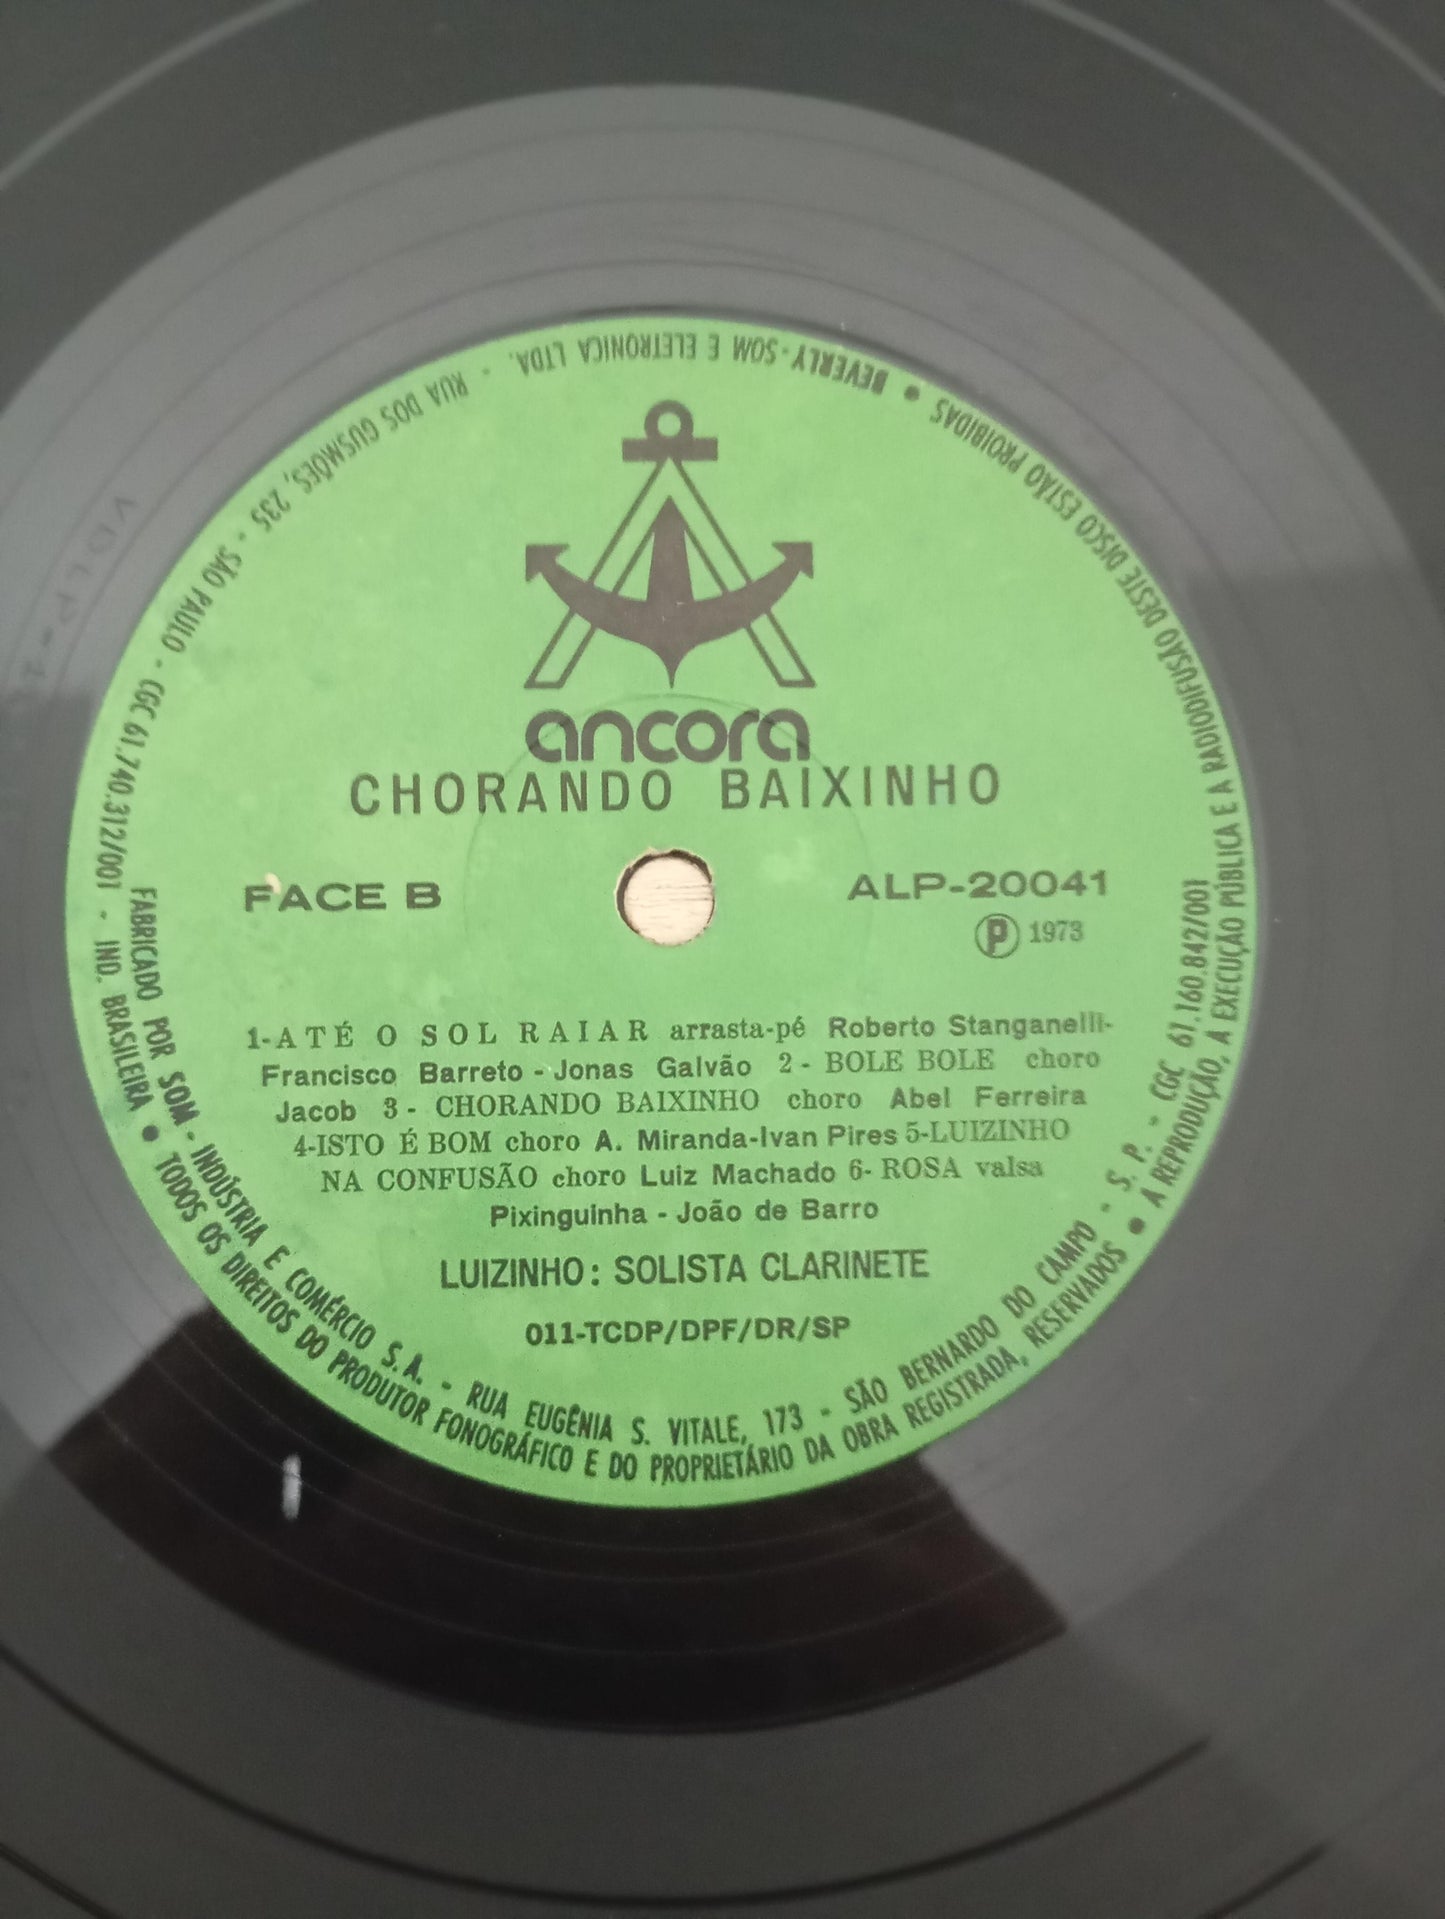 ancora
CHORANDO BAIXINHO
FACE B
ALP-20041
P 1973
1-ATÉ O SOL RAIAR arrasta-pé Roberto Stanganelli-
Francisco Barreto - Jonas Galvão 2 - BOLE BOLE choro
Jacob 3 - CHORANDO BAIXINHO choro Abel Ferreira
4-ISTO É BOM choro A. Miranda-Ivan Pires 5-LUIZINHO
NA CONFUSÃO choro Luiz Machado 6- ROSA valsa
Pixinguinha - João de Barro
LUIZINHO: SOLISTA CLARINETE
011-TCDP/DPF/DR/SP
FABRICADO POR SOM - INDÚSTRIA E COMÉRCIO S.A. - RUA EUGÊNIA S. VITALE, 173 - SÃO BERNARDO DO CAMPO - S. P. - CGC 61.160.842/001
TODOS OS DIREITOS DO PRODUTOR FONOGRÁFICO E DO PROPRIETÁRIO DA OBRA REGISTRADA, RESERVADOS • A REPRODUÇÃO, A EXECUÇÃO PÚBLICA E A RADIODIFUSÃO DESTE DISCO ESTÃO PROIBIDAS • BEVERLY-SOM E ELETRONICA LTDA. - RUA DOS GUSMÕES, 235 - SÃO PAULO - CGC 61.740.312/001 - IND. BRASILEIRA •